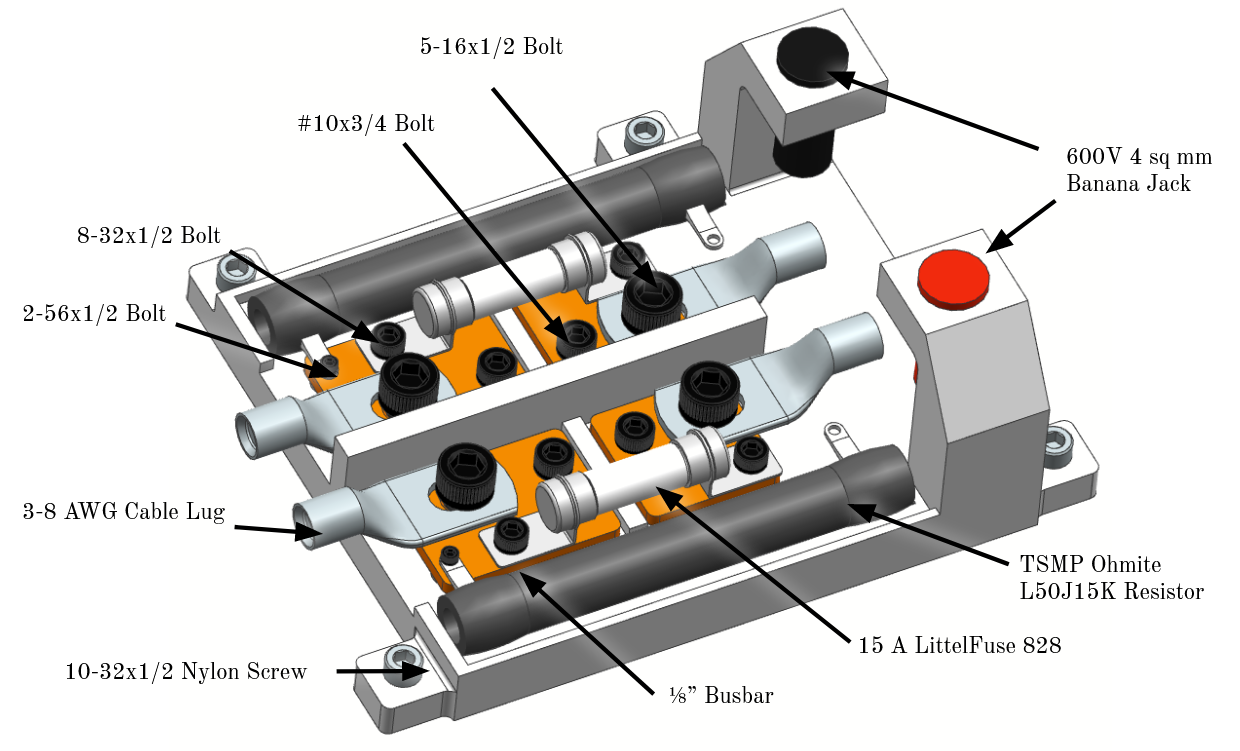 5-16x1/2 Bolt
#10x3/4 Bolt
600V 4 sq mm
Banana Jack
8-32x1/2 Bolt
2-56x1/2 Bolt
3-8 AWG Cable Lug
TSMP Ohmite
L50J15K Resistor
15 A LittelFuse 828
10-32x1/2 Nylon Screw
⅛” Busbar